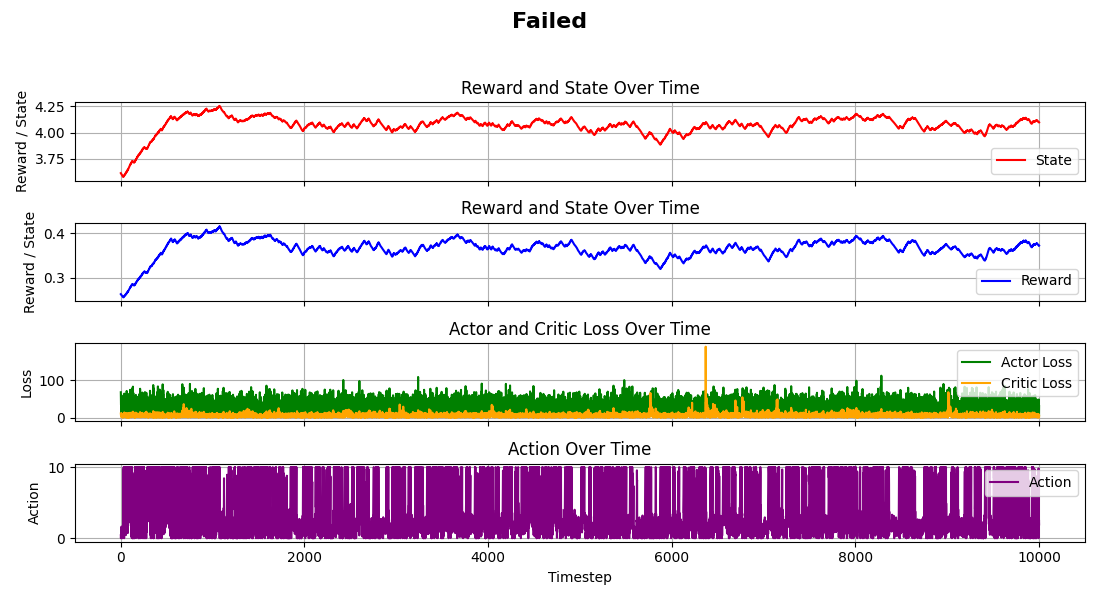 Failed
Reward and State Over Time
Reward / State
4.25
4.00
3.75
State
Reward and State Over Time
Reward / State
0.4
0.3
Reward
Actor and Critic Loss Over Time
Loss
100
0
Actor Loss
Critic Loss
Action Over Time
Action
10
0
Action
0 2000 4000 6000 8000 10000
Timestep